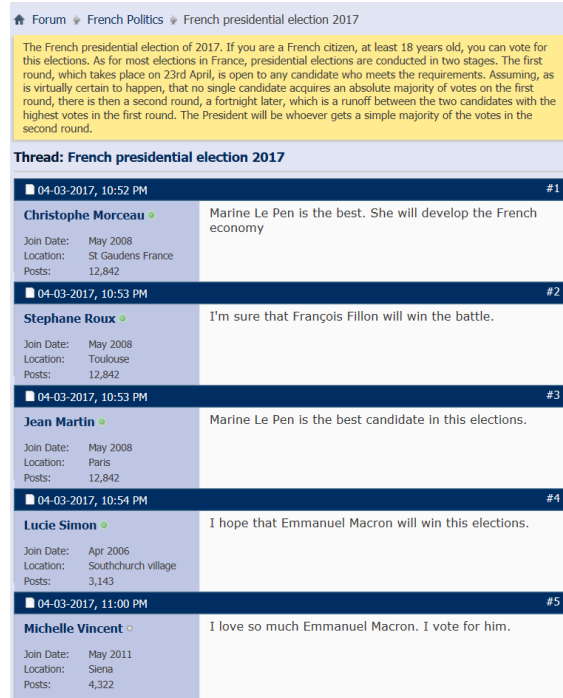 Forum French Politics French presidential election 2017
The French presidential election of 2017. If you are a French citizen, at least 18 years old, you can vote for
this elections. As for most elections in France, presidential elections are conducted in two stages. The first
round, which takes place on 23rd April, is open to any candidate who meets the requirements. Assuming, as
is virtually certain to happen, that no single candidate acquires an absolute majority of votes on the first
round, there is then a second round, a fortnight later, which is a runoff between the two candidates with the
highest votes in the first round. The President will be whoever gets a simple majority of the votes in the
second round.
Thread: French presidential election 2017
04-03-2017, 10:52 PM #1
Christophe Morceau
Join Date: May 2008
Location: St Gaudens France
Posts: 12,842
Marine Le Pen is the best. She will develop the French
economy
04-03-2017, 10:53 PM #2
Stephane Roux
Join Date: May 2008
Location: Toulouse
Posts: 12,842
I'm sure that François Fillon will win the battle.
04-03-2017, 10:53 PM #3
Jean Martin
Join Date: May 2008
Location: Paris
Posts: 12,842
Marine Le Pen is the best candidate in this elections.
04-03-2017, 10:54 PM #4
Lucie Simon
Join Date: Apr 2006
Location: Southchurch village
Posts: 3,143
I hope that Emmanuel Macron will win this elections.
04-03-2017, 11:00 PM #5
Michelle Vincent
Join Date: May 2011
Location: Siena
Posts: 4,322
I love so much Emmanuel Macron. I vote for him.